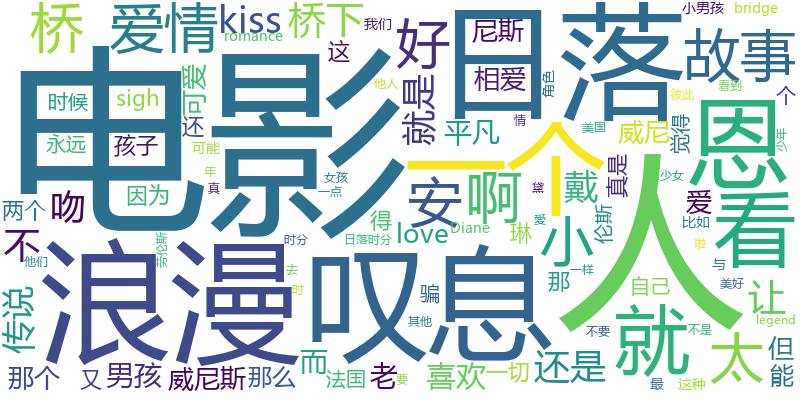 电影
日落
浪漫
叹息
一个
人
恩
看
故事
就
小
安
啊
太
好
就是
爱情
桥
kiss
桥下
romance
这
尼斯
相爱
我们
小男孩
bridge
他人
角色
看到
彼此
个
时候
sigh
可爱
永远
孩子
还
平凡
情
美国
威尼
觉得
少年
可能
年
真
女孩
一点
因为
两个
吻
不
他们
传说
劳伦斯
时分
得
love
Diane
琳
戴
伦斯
真是
少女
爱
比如
黛
愛
日落时分
去
时
那
一样
自己
啦
与
美好
让
legend
骗
其他
不要
不是
但
能
那个
又
男孩
威尼斯
那么
而
法国
老
要
喜欢
一切
还是
最
这种